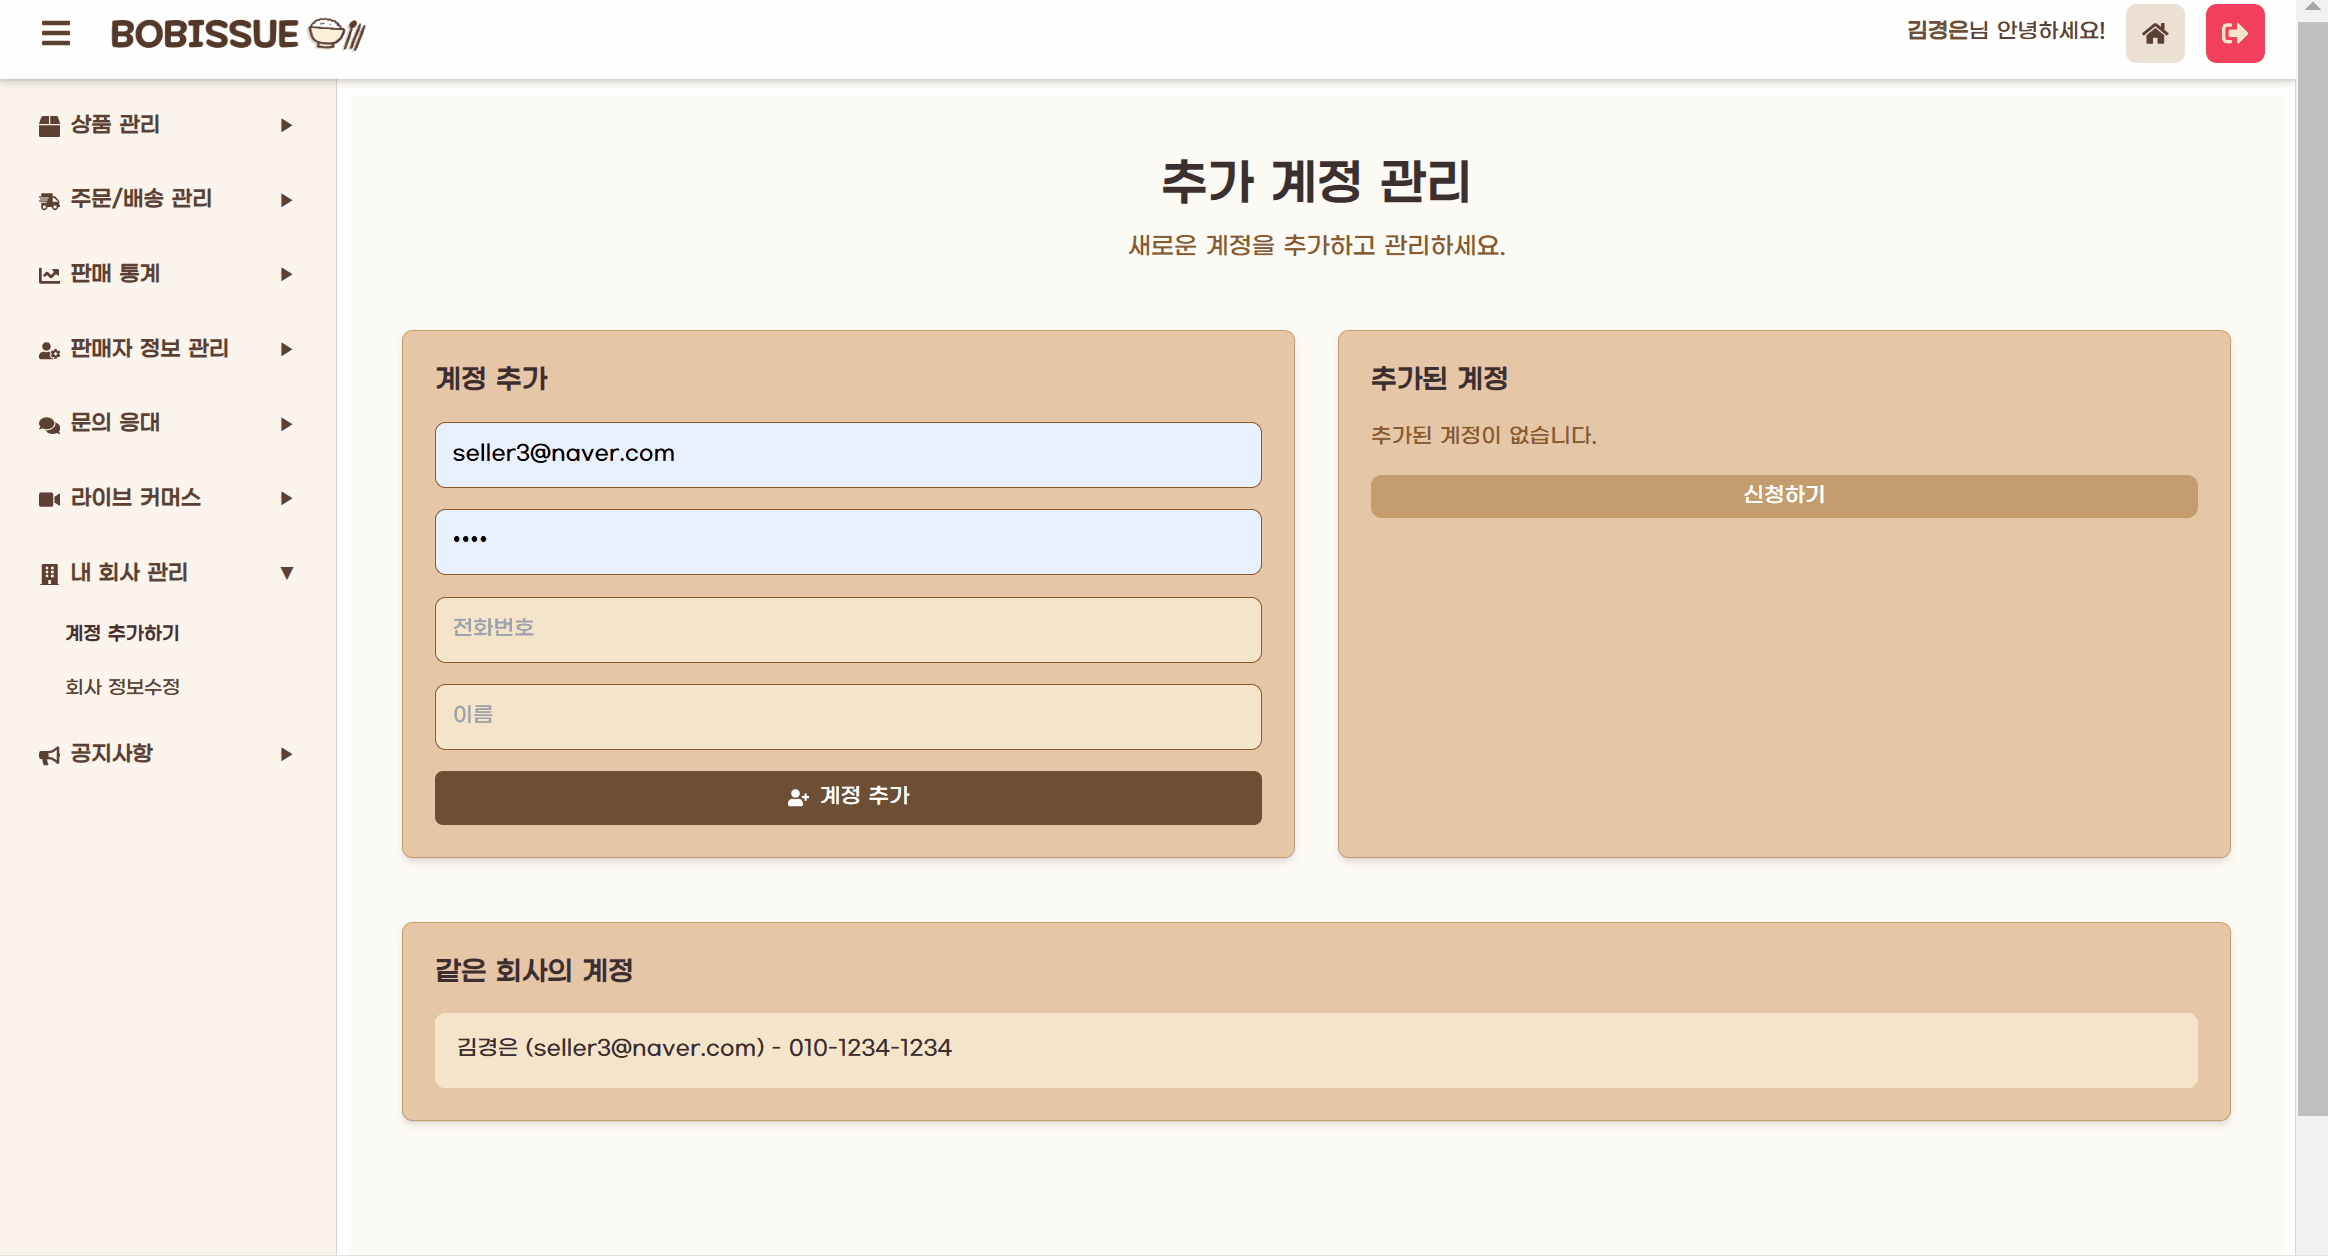 BOBISSUE
김경은님 안녕하세요!
상품 관리
주문/배송 관리
판매 통계
판매자 정보 관리
문의 응대
라이브 커머스
내 회사 관리
계정 추가하기
회사 정보수정
공지사항
추가 계정 관리
새로운 계정을 추가하고 관리하세요.
계정 추가
seller3@naver.com
••••
전화번호
이름
계정 추가
추가된 계정
추가된 계정이 없습니다.
신청하기
같은 회사의 계정
김경은 (seller3@naver.com) - 010-1234-1234